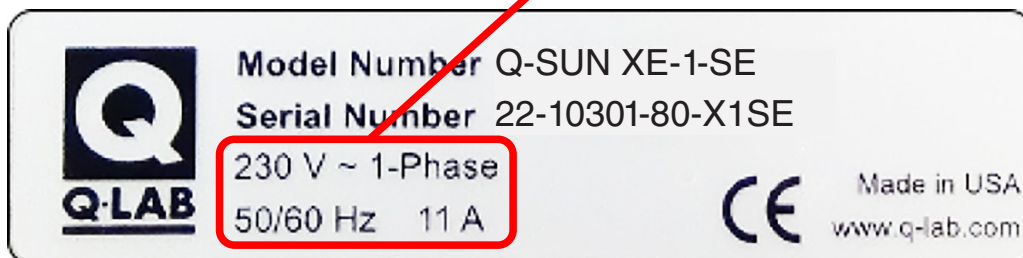 Model Number Q-SUN XE-1-SE
Serial Number 22-10301-80-X1SE
230 V ~ 1-Phase
50/60 Hz 11 A
Q-LAB
CE
Made in USA
www.q-lab.com